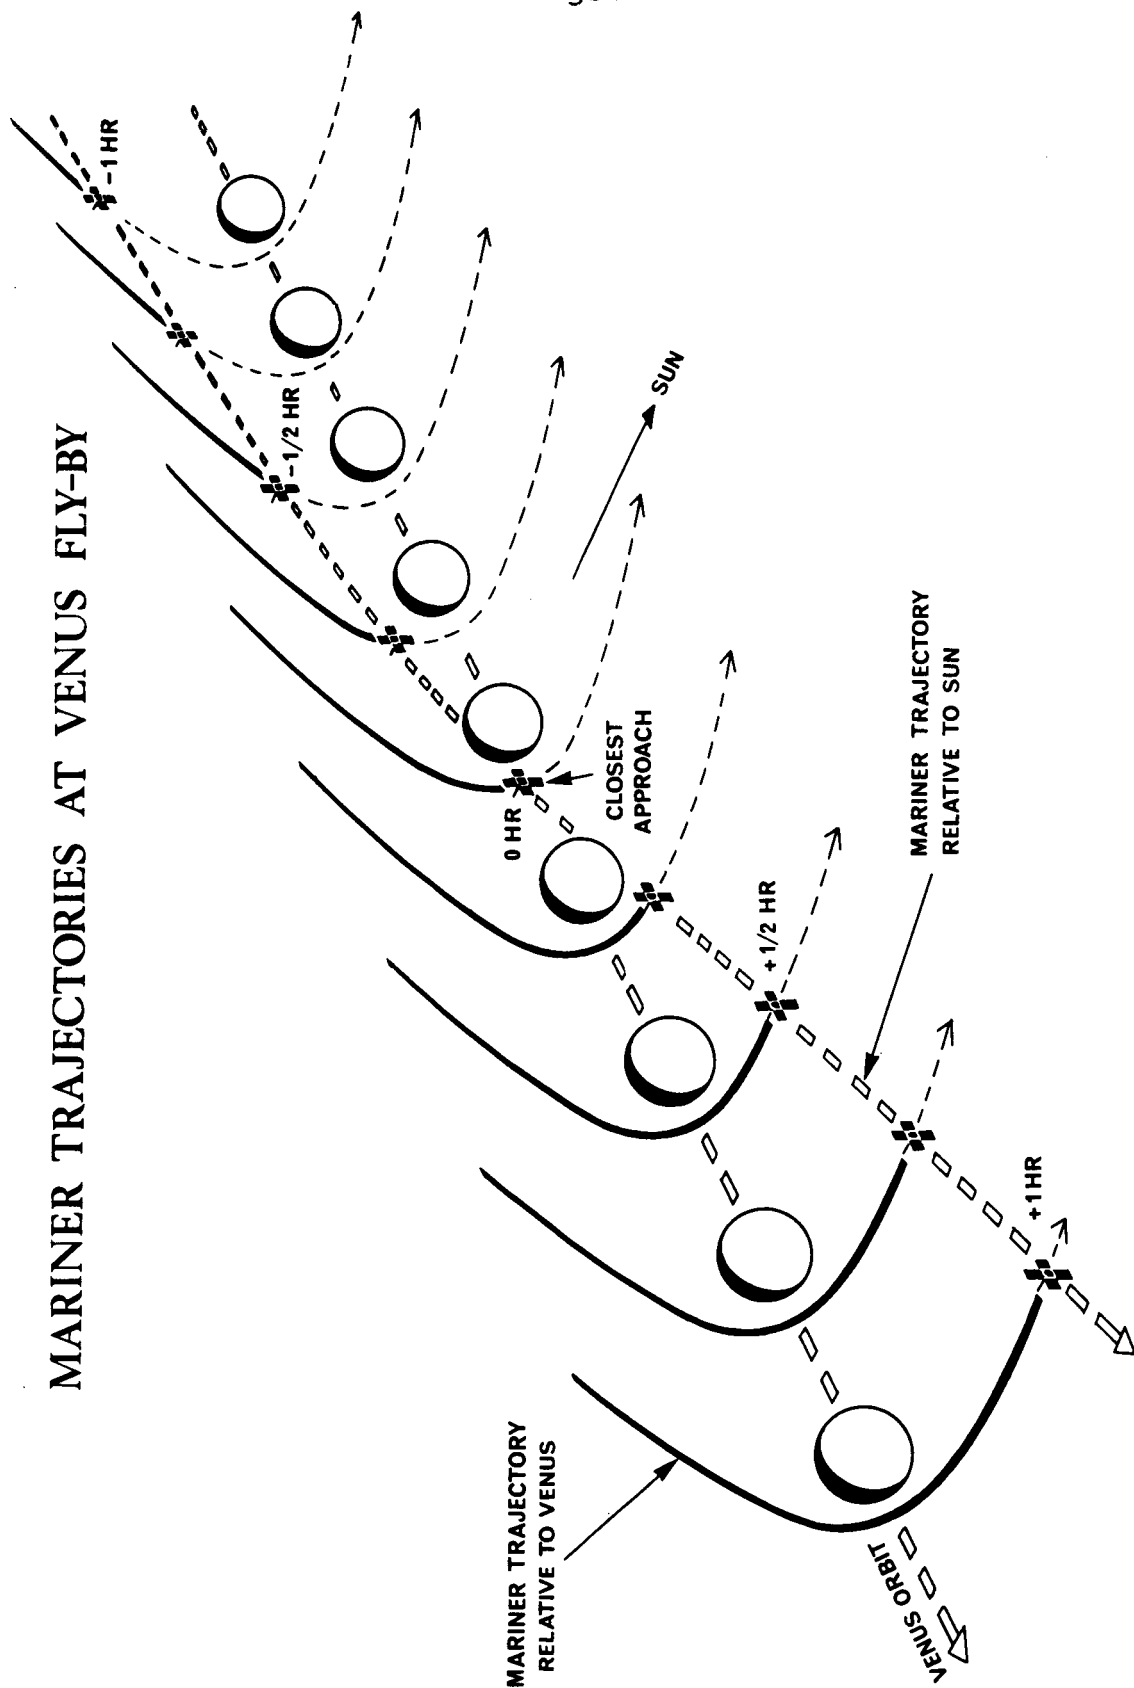 MARINER TRAJECTORIES AT VENUS FLY-BY
-1 HR
-1/2 HR
SUN
0 HR
CLOSEST
APPROACH
+1/2 HR
MARINER TRAJECTORY
RELATIVE TO SUN
+1 HR
MARINER TRAJECTORY
RELATIVE TO VENUS
VENUS ORBIT